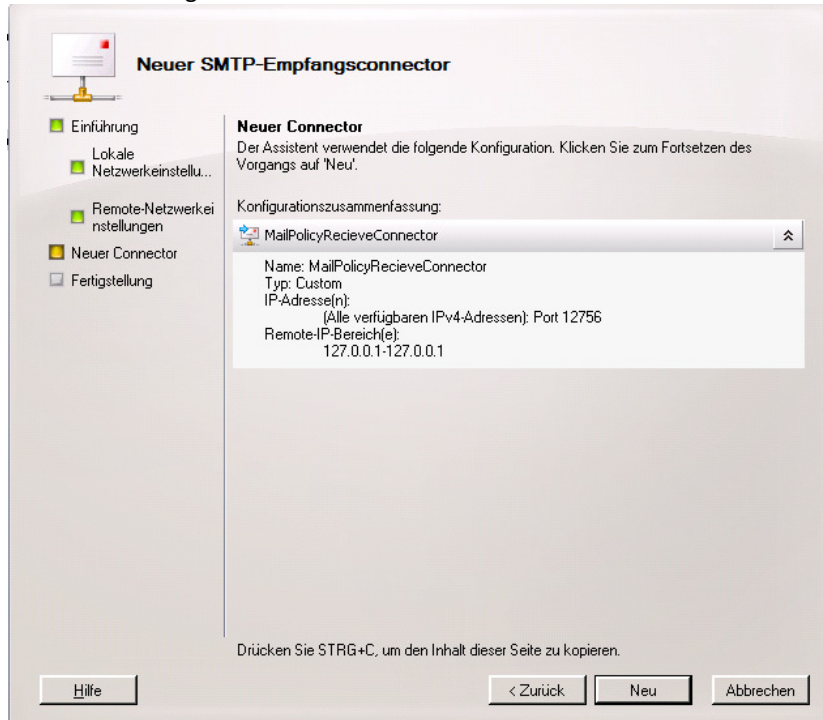 Neuer SMTP-Empfangsconnector
Einführung
Lokale
Netzwerkeinstellu...
Remote-Netzwerkei
nstellungen
Neuer Connector
Fertigstellung
Neuer Connector
Der Assistent verwendet die folgende Konfiguration. Klicken Sie zum Fortsetzen des
Vorgangs auf 'Neu'.
Konfigurationszusammenfassung:
MailPolicyRecieveConnector
Name: MailPolicyRecieveConnector
Typ: Custom
IP-Adresse(n):
(Alle verfügbaren IPv4-Adressen): Port 12756
Remote-IP-Bereich(e):
127.0.0.1-127.0.0.1
Drücken Sie STRG+C, um den Inhalt dieser Seite zu kopieren.
Hilfe
< Zurück
Neu
Abbrechen